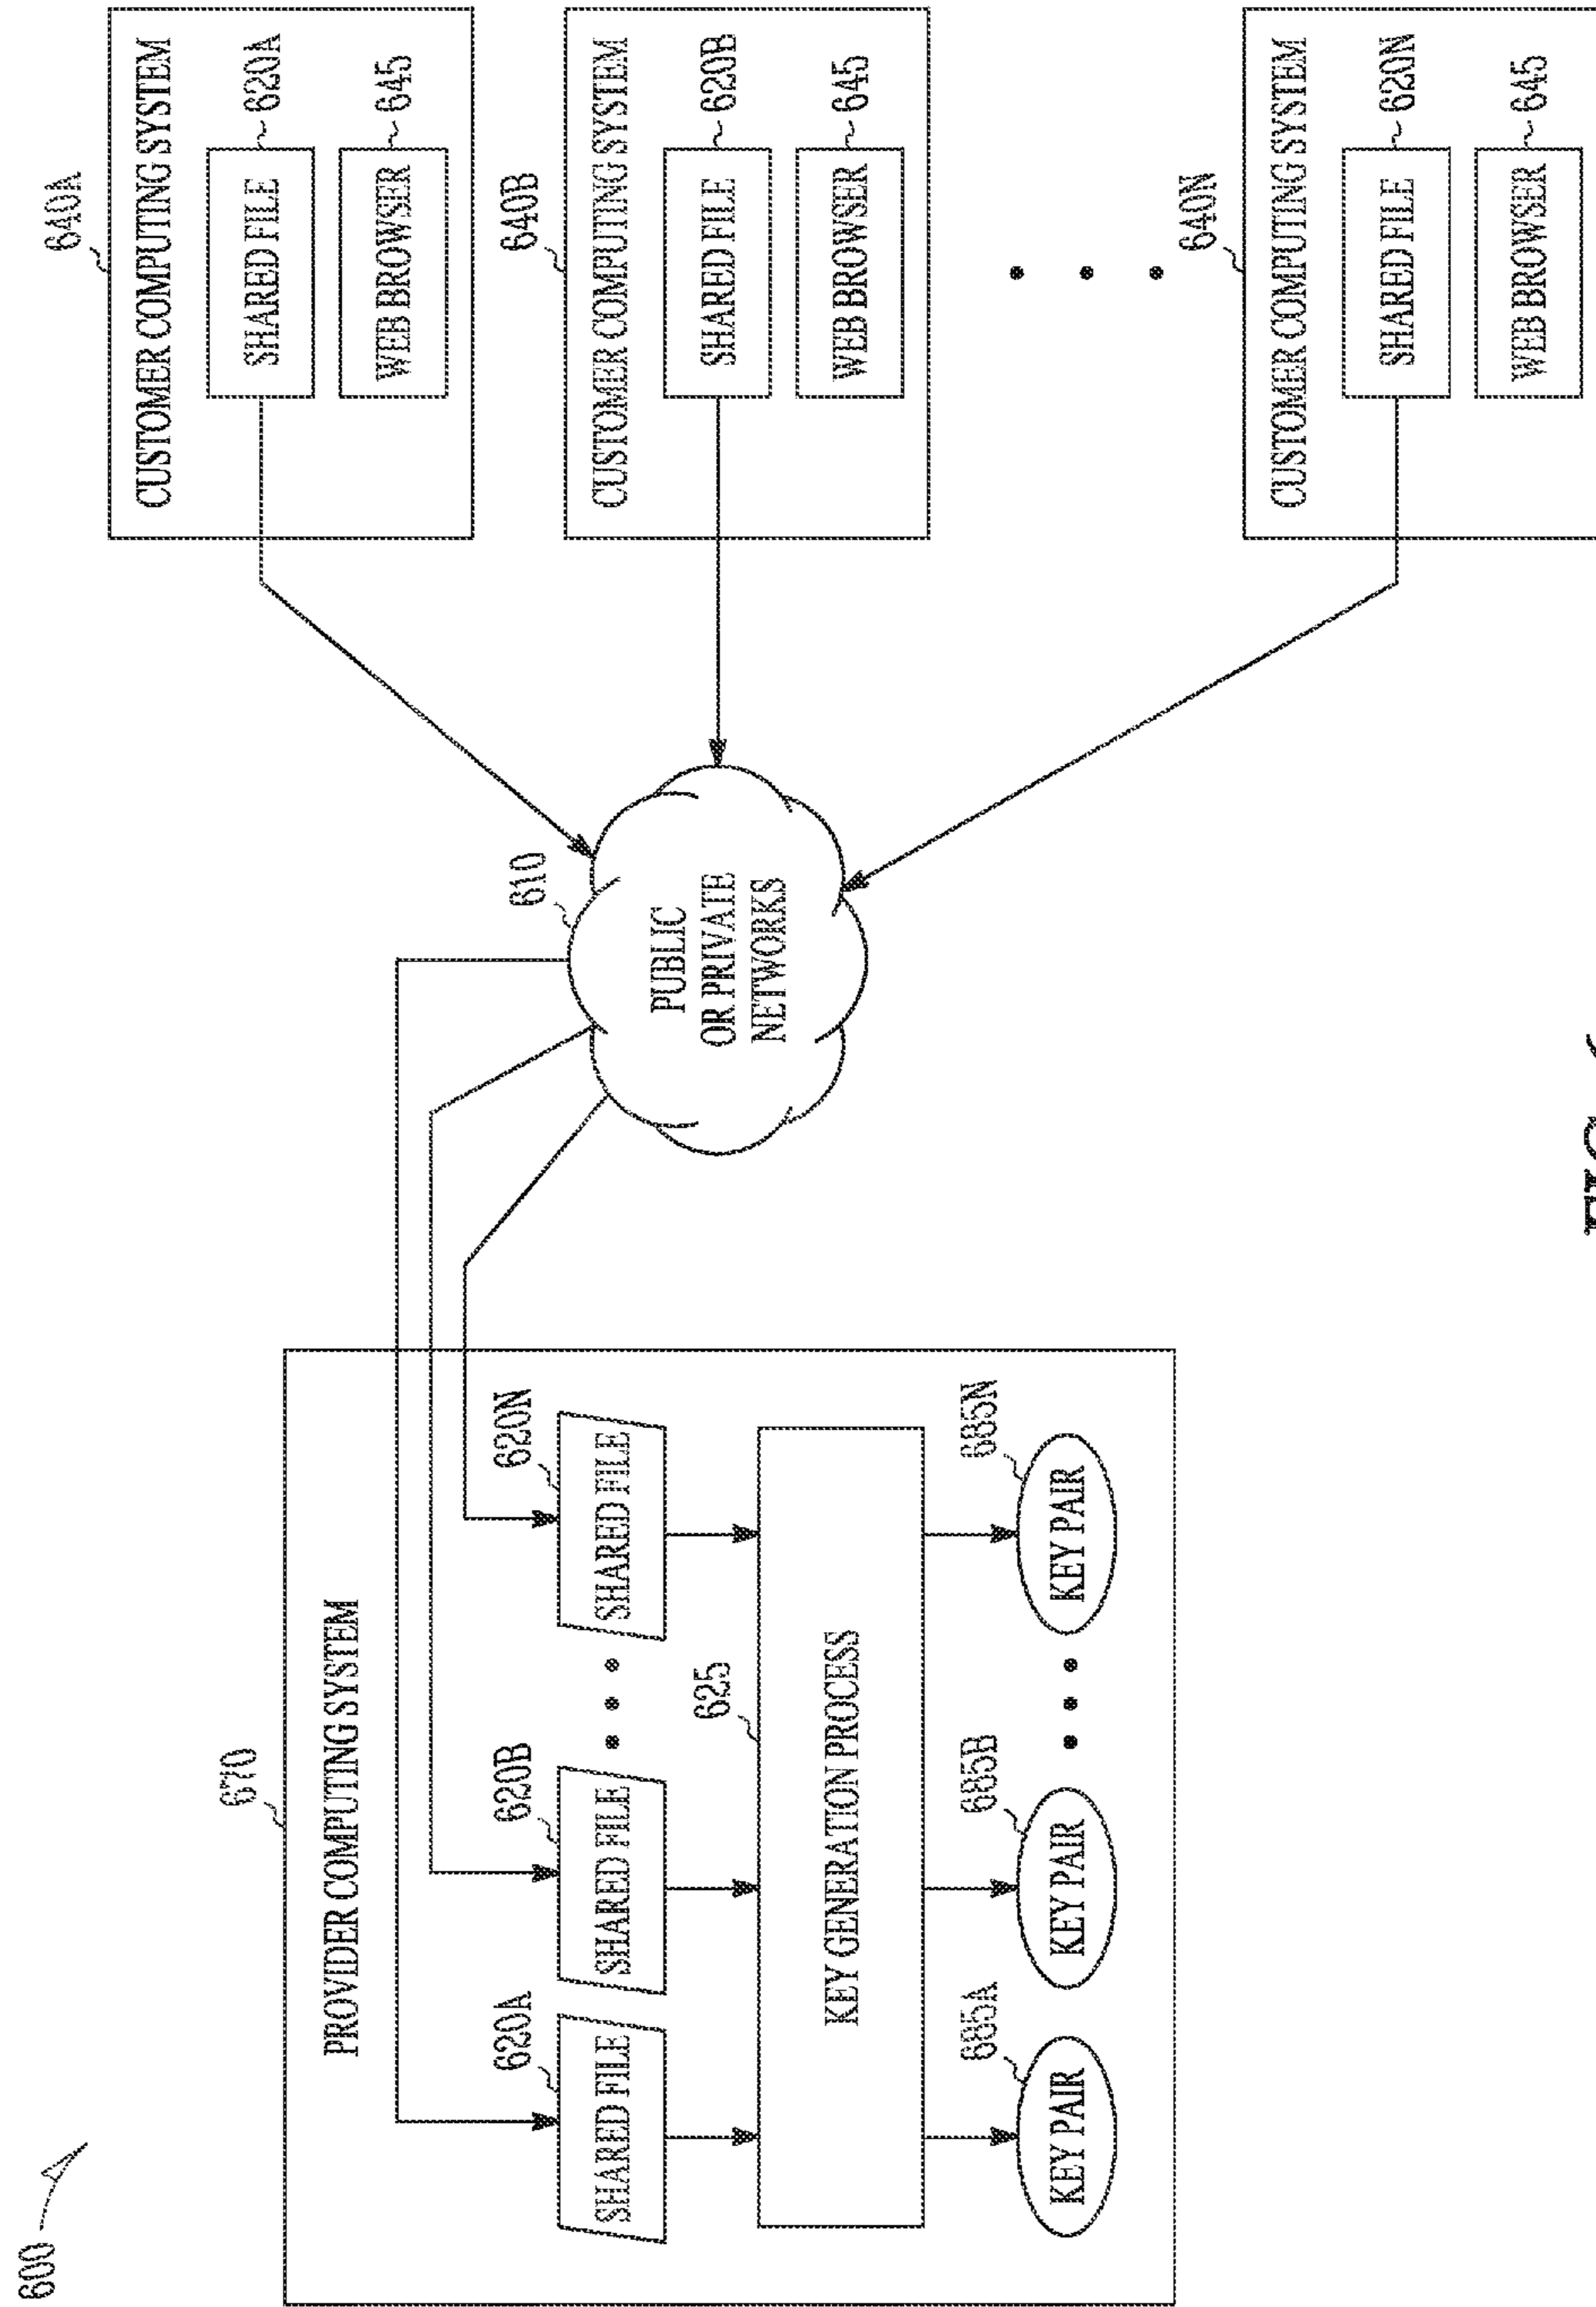 600
670
PROVIDER COMPUTING SYSTEM
620A
SHARED FILE
620B
SHARED FILE
620N
SHARED FILE
625
KEY GENERATION PROCESS
685A
KEY PAIR
685B
KEY PAIR
685N
KEY PAIR
610
PUBLIC
OR PRIVATE
NETWORKS
640A
CUSTOMER COMPUTING SYSTEM
SHARED FILE
620A
WEB BROWSER
645
640B
CUSTOMER COMPUTING SYSTEM
SHARED FILE
620B
WEB BROWSER
645
640N
CUSTOMER COMPUTING SYSTEM
SHARED FILE
620N
WEB BROWSER
645
FIG. 6